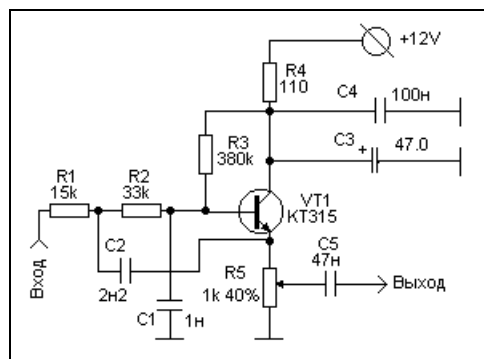 +12V
R4
110
C4
100н
R3
380k
C3
+
47.0
R1
15k
R2
33k
VT1
КТ315
C2
2н2
C5
47н
R5
1k 40%
Вход
Выход
C1
1н